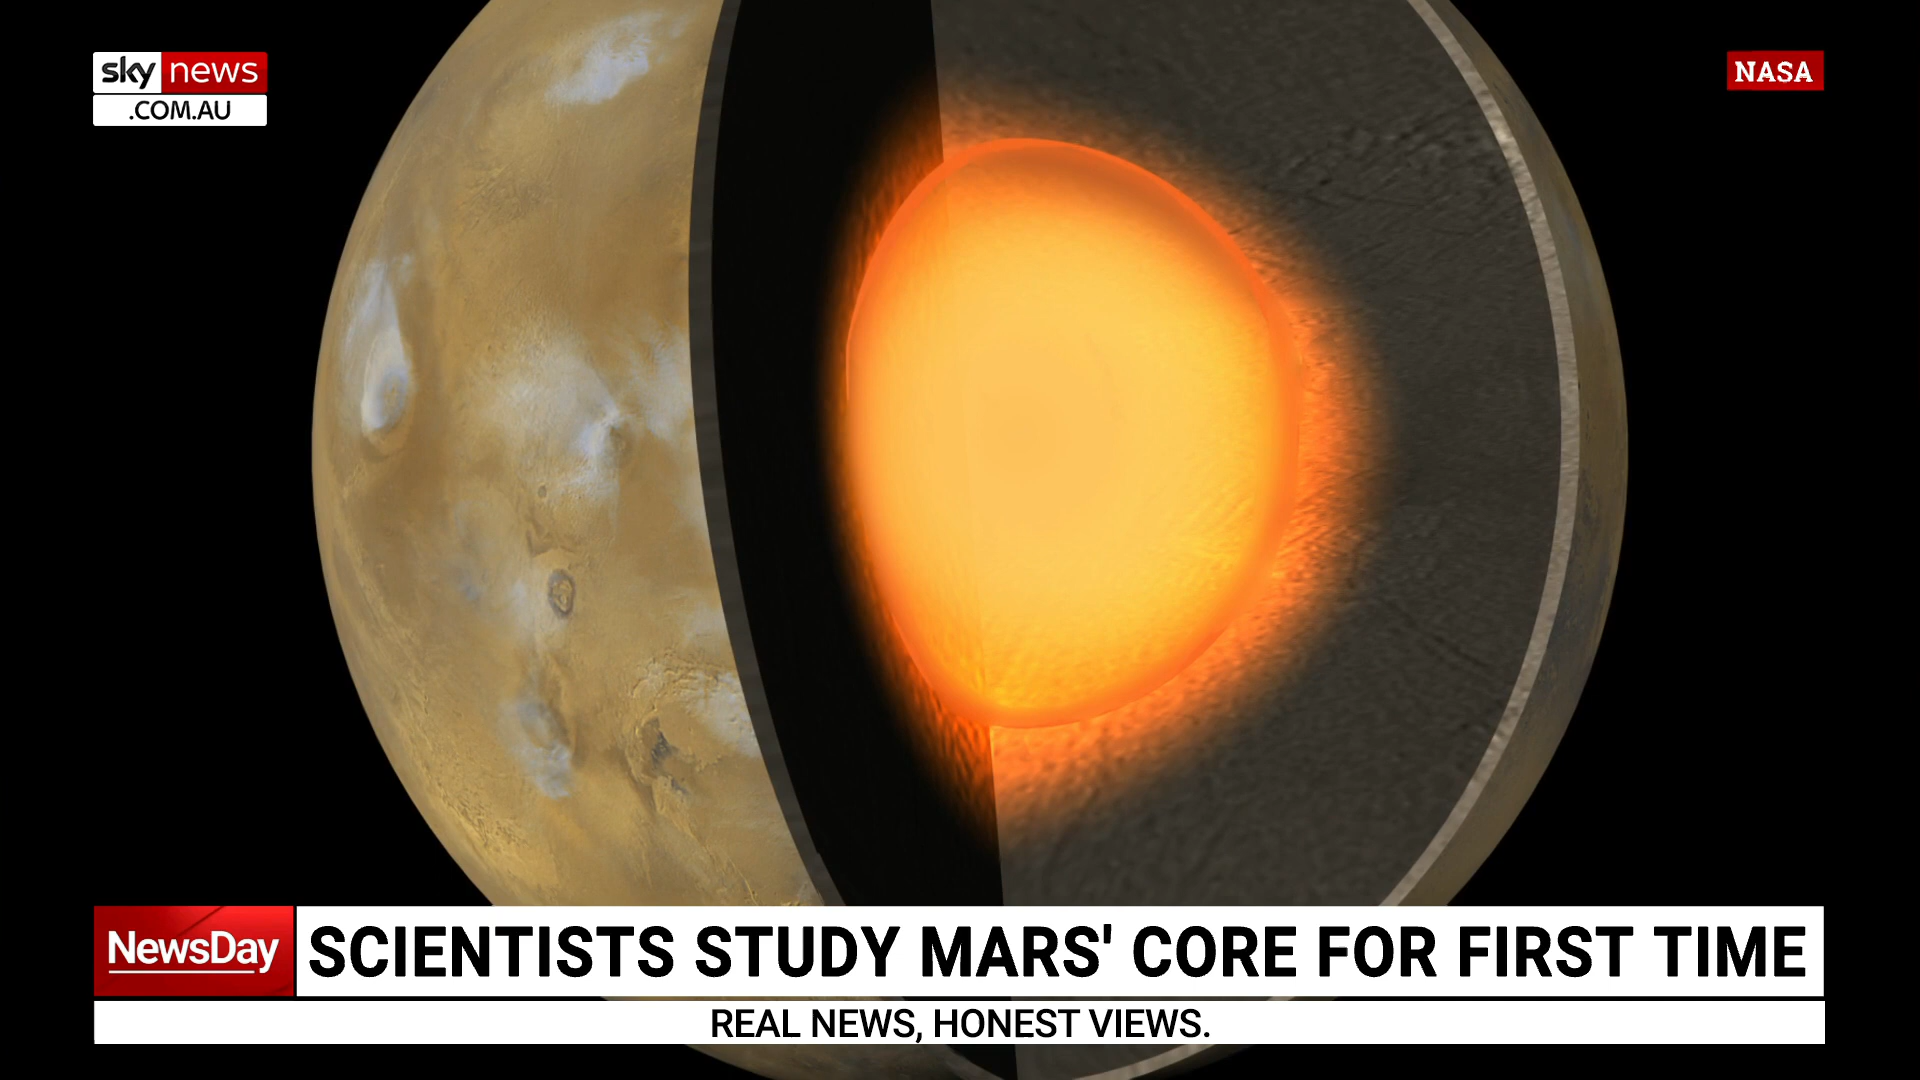 sky news
.COM.AU
NASA
NewsDay
SCIENTISTS STUDY MARS' CORE FOR FIRST TIME
REAL NEWS, HONEST VIEWS.